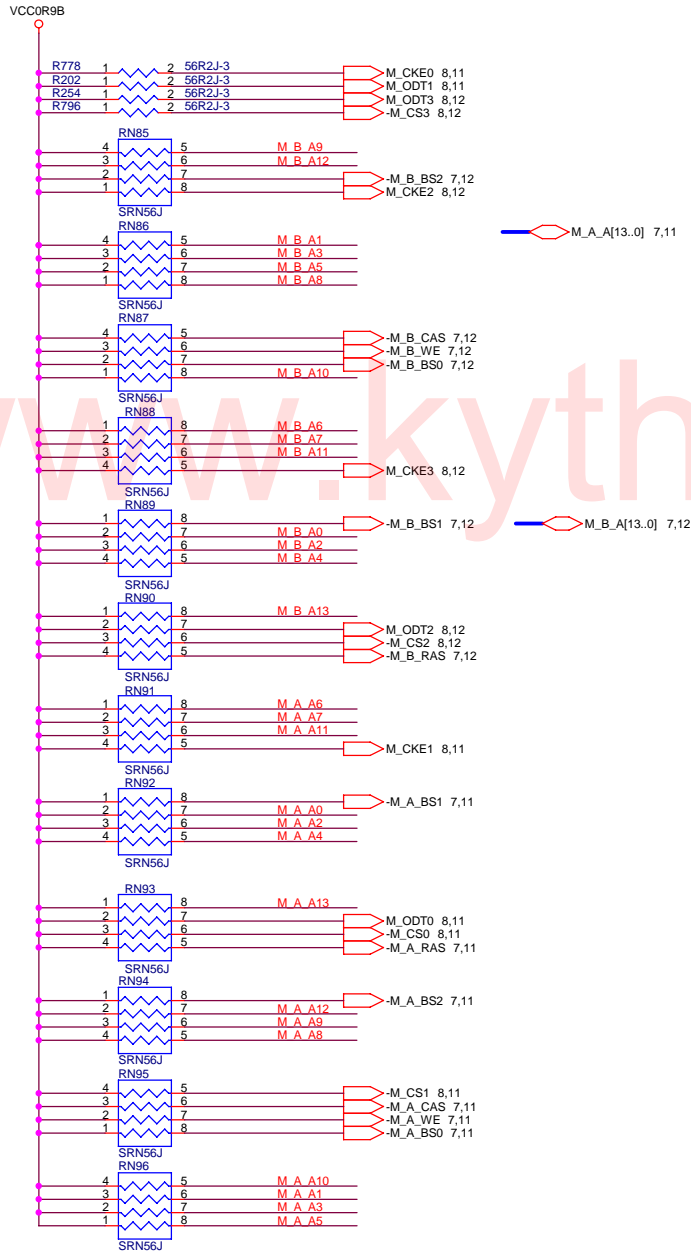 VCC0R9B
R778 1 2 56R2J-3 M_CKE0 8,11
R202 1 2 56R2J-3 M_ODT1 8,11
R254 1 2 56R2J-3 M_ODT3 8,12
R796 1 2 56R2J-3 -M_CS3 8,12
RN85
4 5 M_B_A9
3 6 M_B_A12
2 7 -M_B_BS2 7,12
1 8 M_CKE2 8,12
SRN56J
RN86
M_A_A[13..0] 7,11
4 5 M_B_A1
3 6 M_B_A3
2 7 M_B_A5
1 8 M_B_A8
SRN56J
RN87
4 5 -M_B_CAS 7,12
3 6 -M_B_WE 7,12
2 7 -M_B_BS0 7,12
1 8 M_B_A10
SRN56J
RN88
1 8 M_B_A6
2 7 M_B_A7
3 6 M_B_A11
4 5 M_CKE3 8,12
www.kyth
SRN56J
RN89
1 8 -M_B_BS1 7,12
M_B_A[13..0] 7,12
2 7 M_B_A0
3 6 M_B_A2
4 5 M_B_A4
SRN56J
RN90
1 8 M_B_A13
2 7 M_ODT2 8,12
3 6 -M_CS2 8,12
4 5 -M_B_RAS 7,12
SRN56J
RN91
1 8 M_A_A6
2 7 M_A_A7
3 6 M_A_A11
4 5 M_CKE1 8,11
SRN56J
RN92
1 8 -M_A_BS1 7,11
2 7 M_A_A0
3 6 M_A_A2
4 5 M_A_A4
SRN56J
RN93
1 8 M_A_A13
2 7 M_ODT0 8,11
3 6 -M_CS0 8,11
4 5 -M_A_RAS 7,11
SRN56J
RN94
1 8 -M_A_BS2 7,11
2 7 M_A_A12
3 6 M_A_A9
4 5 M_A_A8
SRN56J
RN95
4 5 -M_CS1 8,11
3 6 -M_A_CAS 7,11
2 7 -M_A_WE 7,11
1 8 -M_A_BS0 7,11
SRN56J
RN96
4 5 M_A_A10
3 6 M_A_A1
2 7 M_A_A3
1 8 M_A_A5
SRN56J